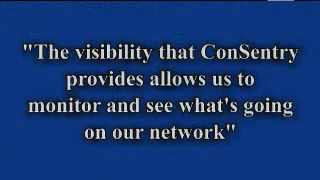 "The visibility that ConSentry
provides allows us to
monitor and see what's going
on our network"